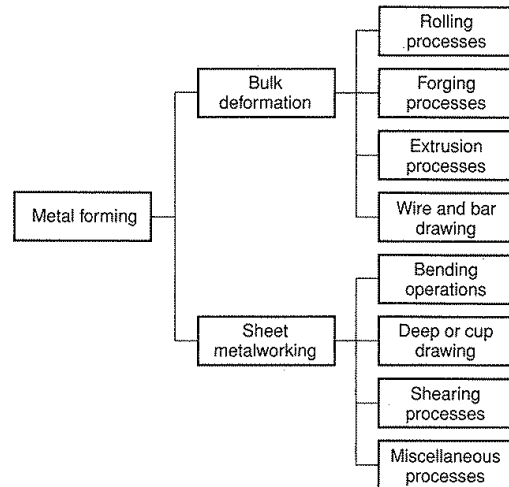 Rolling
processes
Bulk
deformation
Forging
processes
Extrusion
processes
Metal forming
Wire and bar
drawing
Bending
operations
Sheet
metalworking
Deep or cup
drawing
Shearing
processes
Miscellaneous
processes